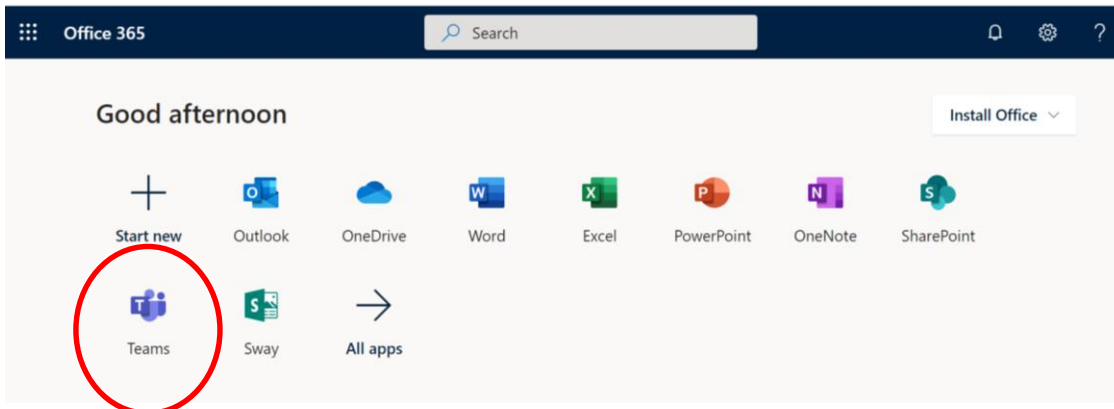 Office 365
Search
?
Good afternoon
Install Office
Start new
Outlook
OneDrive
Word
Excel
PowerPoint
OneNote
SharePoint
Teams
Sway
All apps